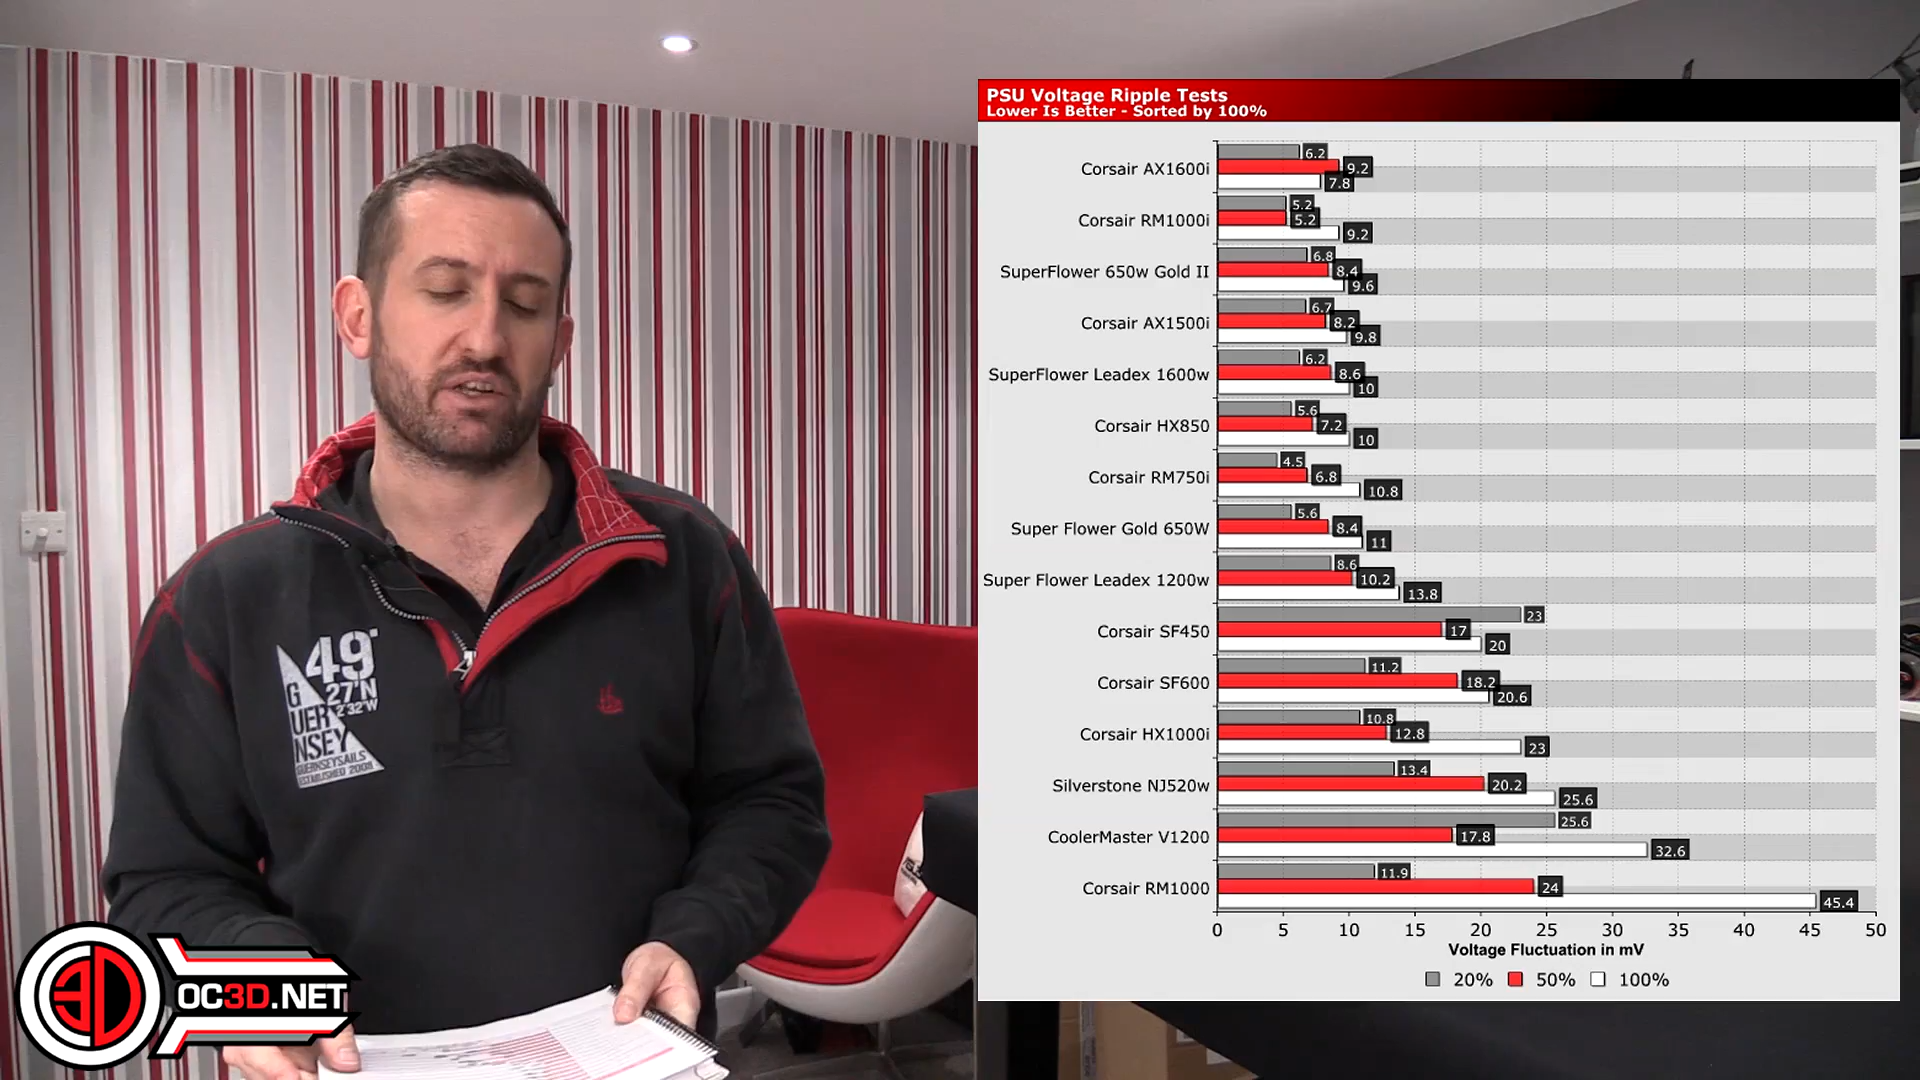 PSU Voltage Ripple Tests
Lower Is Better - Sorted by 100%
Corsair AX1600i
6.2
9.2
7.8
Corsair RM1000i
5.2
5.2
9.2
SuperFlower 650w Gold II
6.8
8.4
9.6
Corsair AX1500i
6.7
8.2
9.8
SuperFlower Leadex 1600w
6.2
8.6
10
Corsair HX850
5.6
7.2
10
Corsair RM750i
4.5
6.8
10.8
Super Flower Gold 650W
5.6
8.4
11
Super Flower Leadex 1200w
8.6
10.2
13.8
Corsair SF450
23
17
20
Corsair SF600
11.2
18.2
20.6
Corsair HX1000i
10.8
12.8
23
Silverstone NJ520w
13.4
20.2
25.6
CoolerMaster V1200
25.6
17.8
32.6
Corsair RM1000
11.9
24
45.4
0 5 10 15 20 25 30 35 40 45 50
Voltage Fluctuation in mV
20% 50% 100%
49°
27'N
2'32'W
GUERNSEY
GUERNSEYSAILS
ESTABLISHED 2008
3D
OC3D.NET